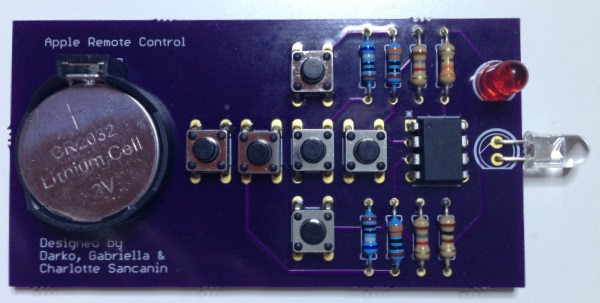 Apple Remote Control
+
CR2032
Lithium Cell
3V
Designed by
Darko, Gabriella &
Charlotte Sancanin